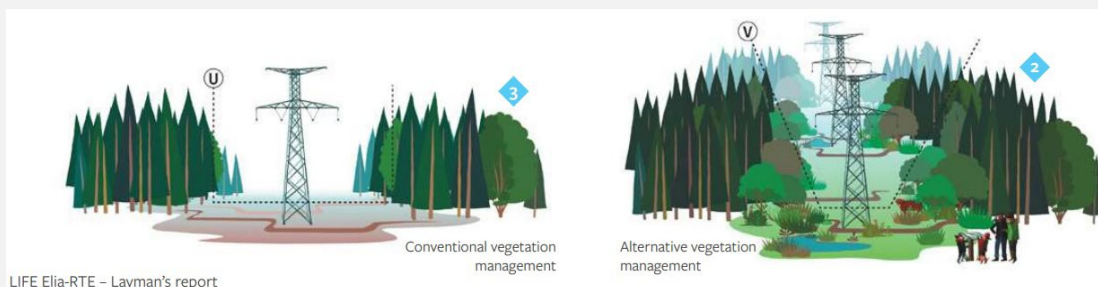 U
3
Conventional vegetation
management
V
2
Alternative vegetation
management
LIFE Elia-RTE – Layman's report